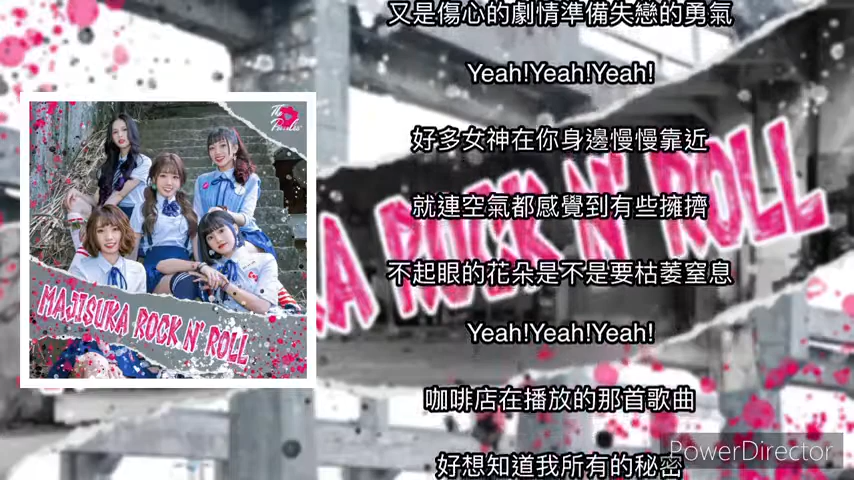 又是傷心的劇情準備失戀的勇氣
Yeah!Yeah!Yeah!
好多女神在你身邊慢慢靠近
就連空氣都感覺到有些擁擠
不起眼的花朵是不是要枯萎窒息
Yeah!Yeah!Yeah!
咖啡店在播放的那首歌曲
好想知道我所有的秘密
MAJISUKA ROCK N' ROLL
KA ROCK N' ROLL
PowerDirector